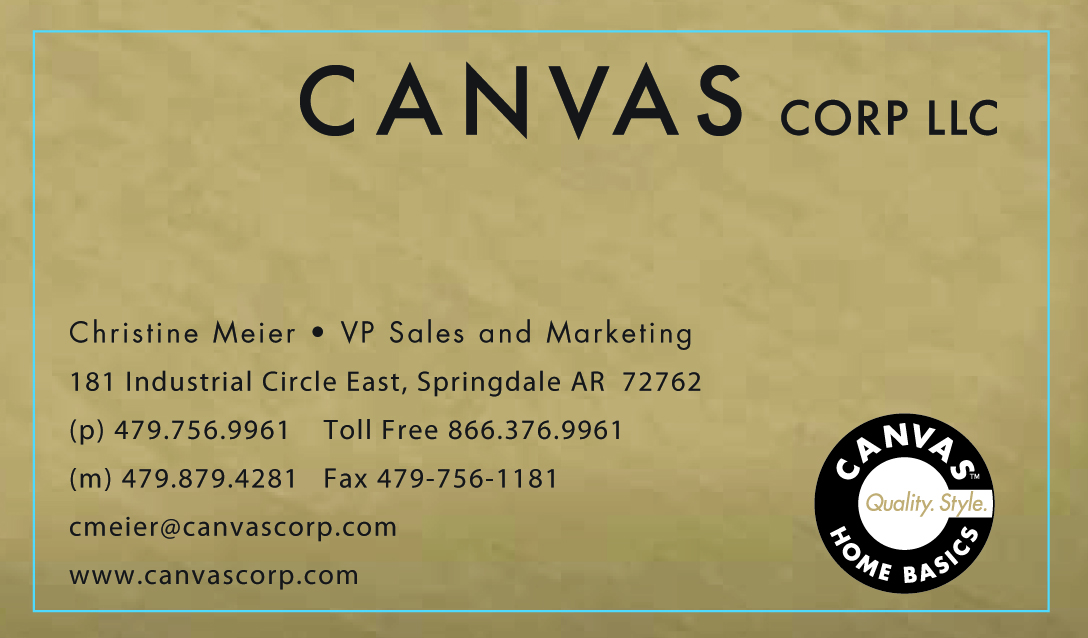 CANVAS CORP LLC
Christine Meier • VP Sales and Marketing
181 Industrial Circle East, Springdale AR 72762
(p) 479.756.9961 Toll Free 866.376.9961
(m) 479.879.4281 Fax 479-756-1181
cmeier@canvascorp.com
www.canvascorp.com
CANVAS™
Quality. Style.
HOME BASICS